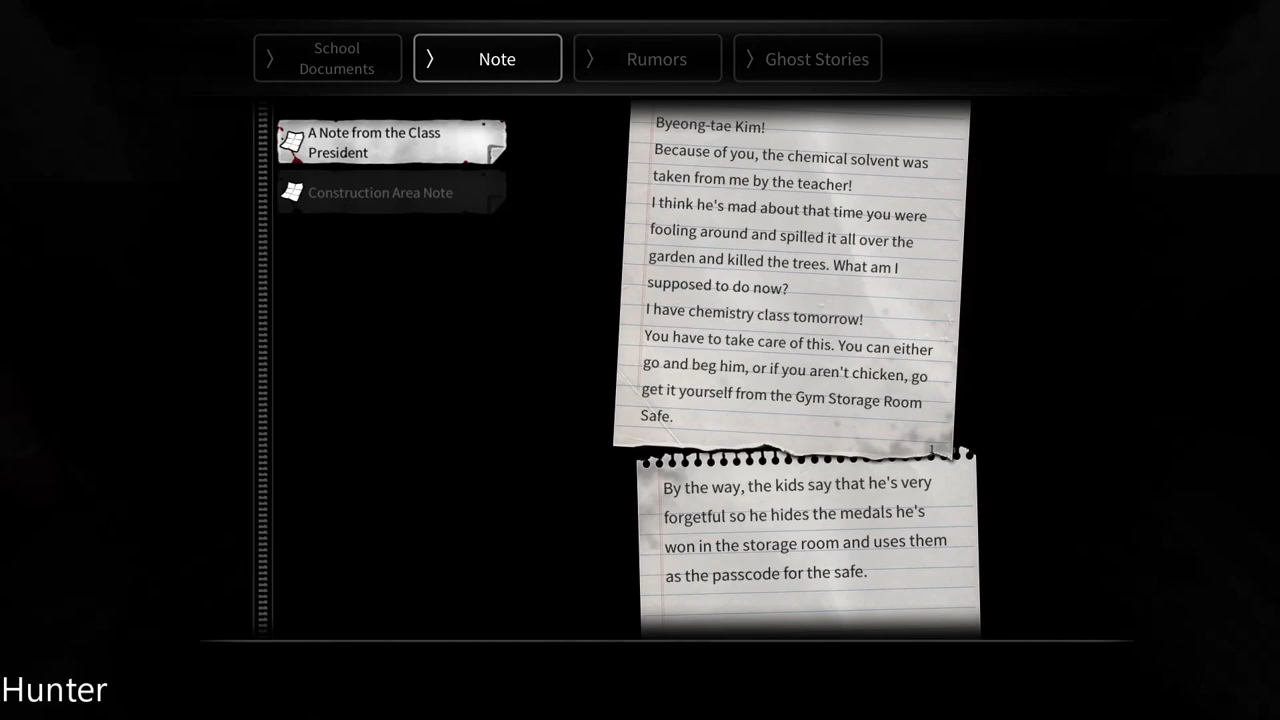 School
Documents
Note
Rumors
Ghost Stories
A Note from the Class
President
Construction Area Note
Byeong-tae Kim!
Because of you, the chemical solvent was
taken from me by the teacher!
I think he's mad about that time you were
fooling around and spilled it all over the
garden and killed the trees. What am I
supposed to do now?
I have chemistry class tomorrow!
You have to take care of this. You can either
go and beg him, or if you aren't chicken, go
get it yourself from the Gym Storage Room
Safe.
By the way, the kids say that he's very
forgetful so he hides the medals he's
won in the storage room and uses them
as the passcode for the safe.
Hunter